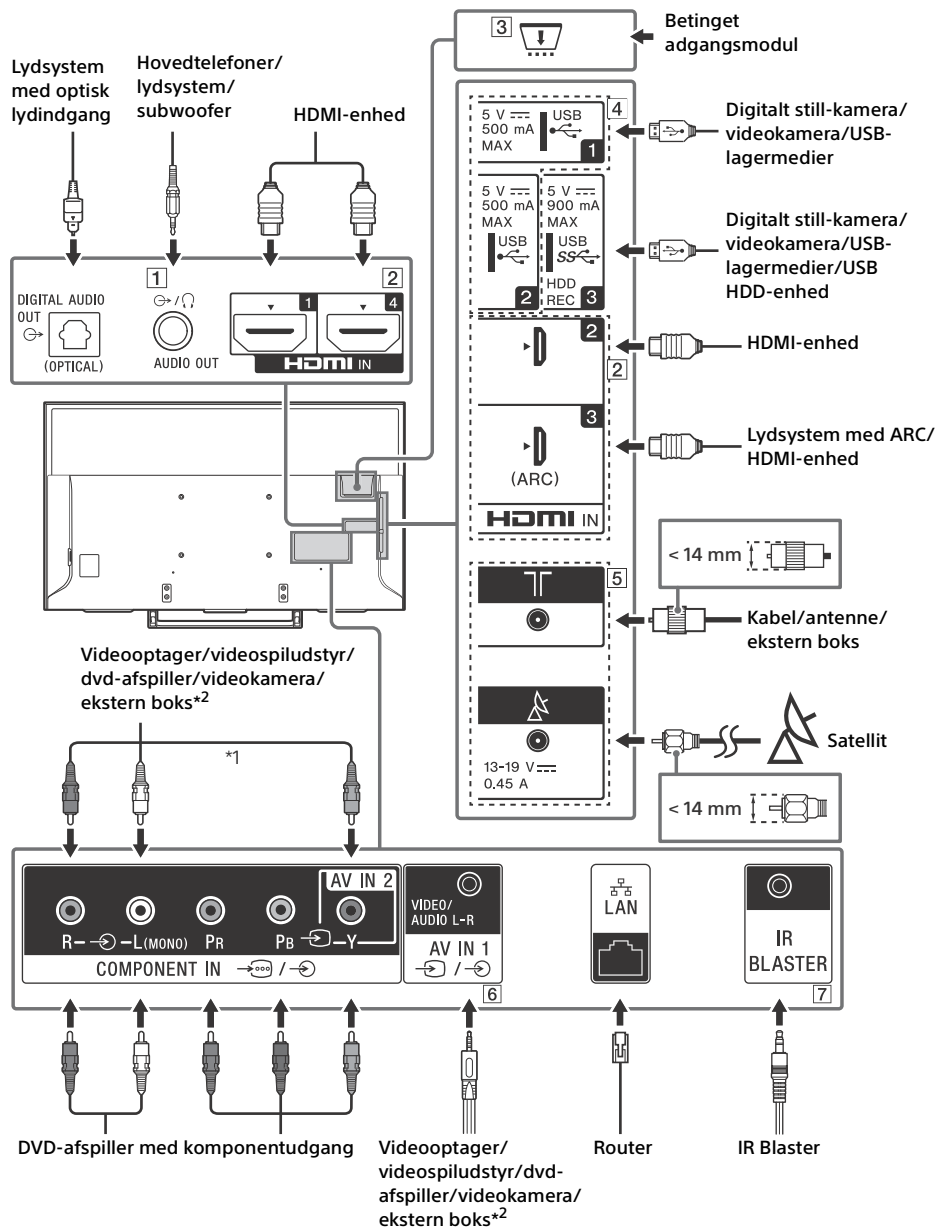 3
Betinget
adgangsmodul
Lydsystem
med optisk
lydindgang
Hovedtelefoner/
lydsystem/
subwoofer
HDMI-enhed
4
5 V
500 mA
MAX
USB
1
Digitalt still-kamera/
videokamera/USB-
lagermedier
5 V
500 mA
MAX
USB
2
5 V
900 mA
MAX
USB
SS
HDD
REC
3
Digitalt still-kamera/
videokamera/USB-
lagermedier/USB
HDD-enhed
DIGITAL AUDIO
OUT
(OPTICAL)
1
AUDIO OUT
2
1
4
HDMI IN
2
2
HDMI-enhed
3
(ARC)
HDMI IN
Lydsystem med ARC/
HDMI-enhed
5
< 14 mm
Kabel/antenne/
ekstern boks
13-19 V
0.45 A
Satellit
< 14 mm
Videooptager/videospiludstyr/
dvd-afspiller/videokamera/
ekstern boks*2
*1
AV IN 2
R
L(MONO)
PR
PB
Y
COMPONENT IN /
VIDEO/
AUDIO L-R
AV IN 1
/
6
LAN
IR
BLASTER
7
DVD-afspiller med komponentudgang
Videooptager/
videospiludstyr/dvd-
afspiller/videokamera/
ekstern boks*2
Router
IR Blaster